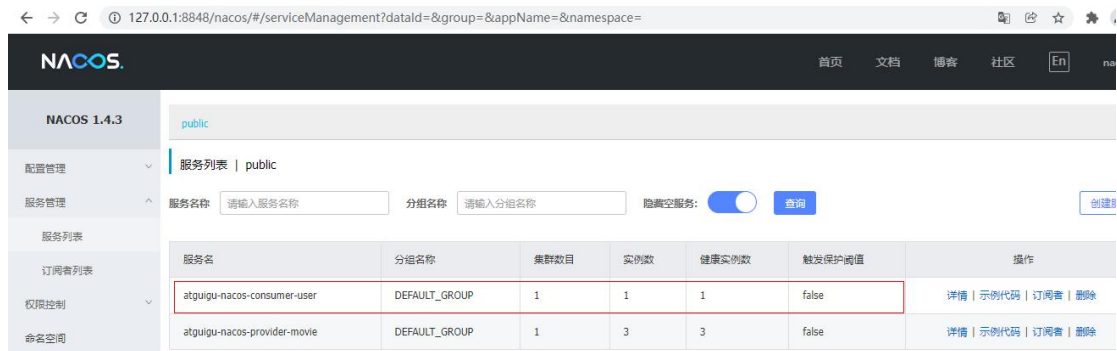 127.0.0.1:8848/nacos/#/serviceManagement?dataId=&group=&appName=&namespace=
NACOS. 首页 文档 博客 社区 En
NACOS 1.4.3
public
配置管理
服务列表 | public
服务管理
服务名称 请输入服务名称 分组名称 请输入分组名称 隐藏空服务: 查询 创建
服务列表
订阅者列表
服务名 分组名称 集群数目 实例数 健康实例数 触发保护阈值 操作
atguigu-nacos-consumer-user DEFAULT_GROUP 1 1 1 false 详情 | 示例代码 | 订阅者 | 删除
权限控制
atguigu-nacos-provider-movie DEFAULT_GROUP 1 3 3 false 详情 | 示例代码 | 订阅者 | 删除
命名空间